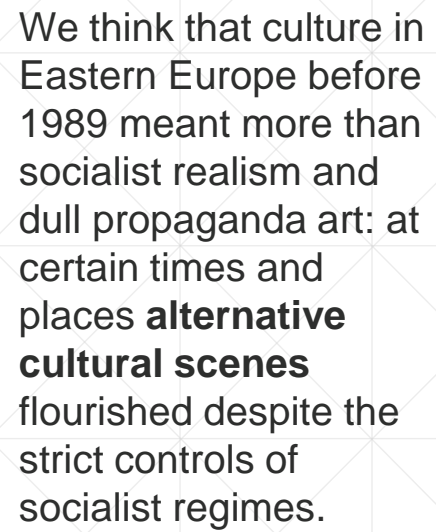 We think that culture in
Eastern Europe before
1989 meant more than
socialist realism and
dull propaganda art: at
certain times and
places alternative
cultural scenes
flourished despite the
strict controls of
socialist regimes.